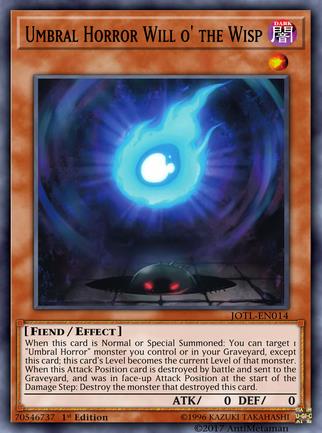 Umbral Horror Will o' the Wisp
DARK
闇
JOTL-EN014
[Fiend / Effect]
When this card is Normal or Special Summoned: You can target 1
"Umbral Horror" monster you control or in your Graveyard, except
this card; this card's Level becomes the current Level of that monster.
When this Attack Position card is destroyed by battle and sent to the
Graveyard, and was in face-up Attack Position at the start of the
Damage Step: Destroy the monster that destroyed this card.
ATK/ 0 DEF/ 0
70546737 1st Edition ©1996 KAZUKI TAKAHASHI
©2017 AntiMetaman